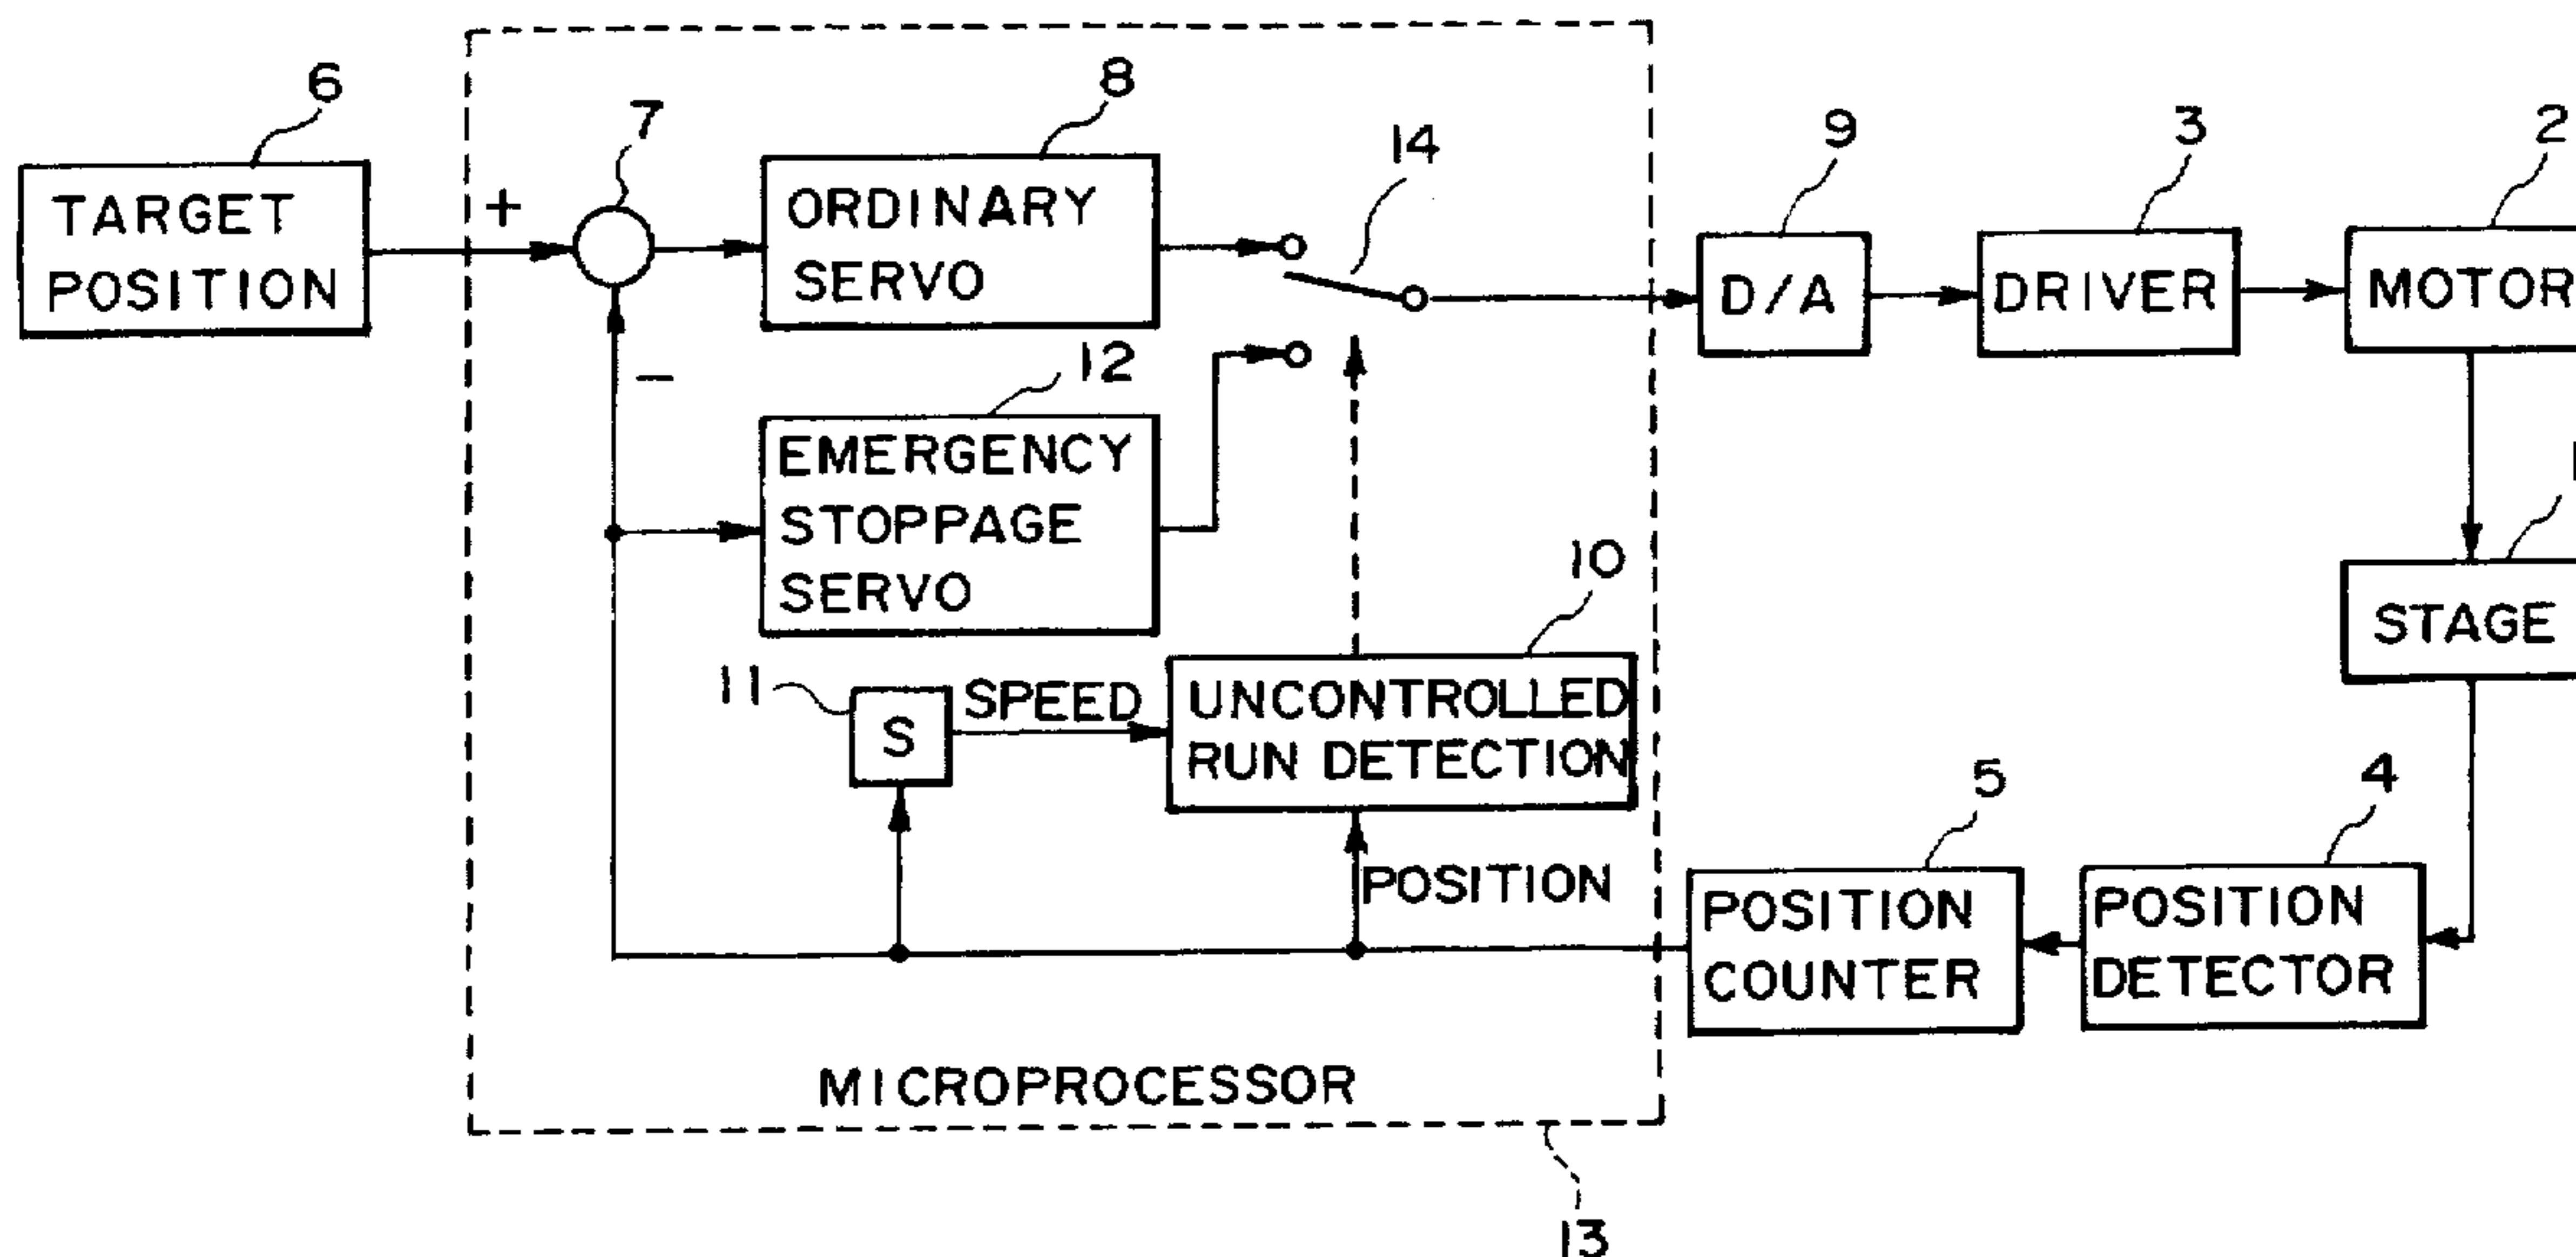 6
TARGET
POSITION
+
7
−
8
ORDINARY
SERVO
14
12
EMERGENCY
STOPPAGE
SERVO
11
S
SPEED
10
UNCONTROLLED
RUN DETECTION
POSITION
MICROPROCESSOR
13
9
D/A
3
DRIVER
2
MOTOR
STAGE
4
POSITION
DETECTOR
5
POSITION
COUNTER